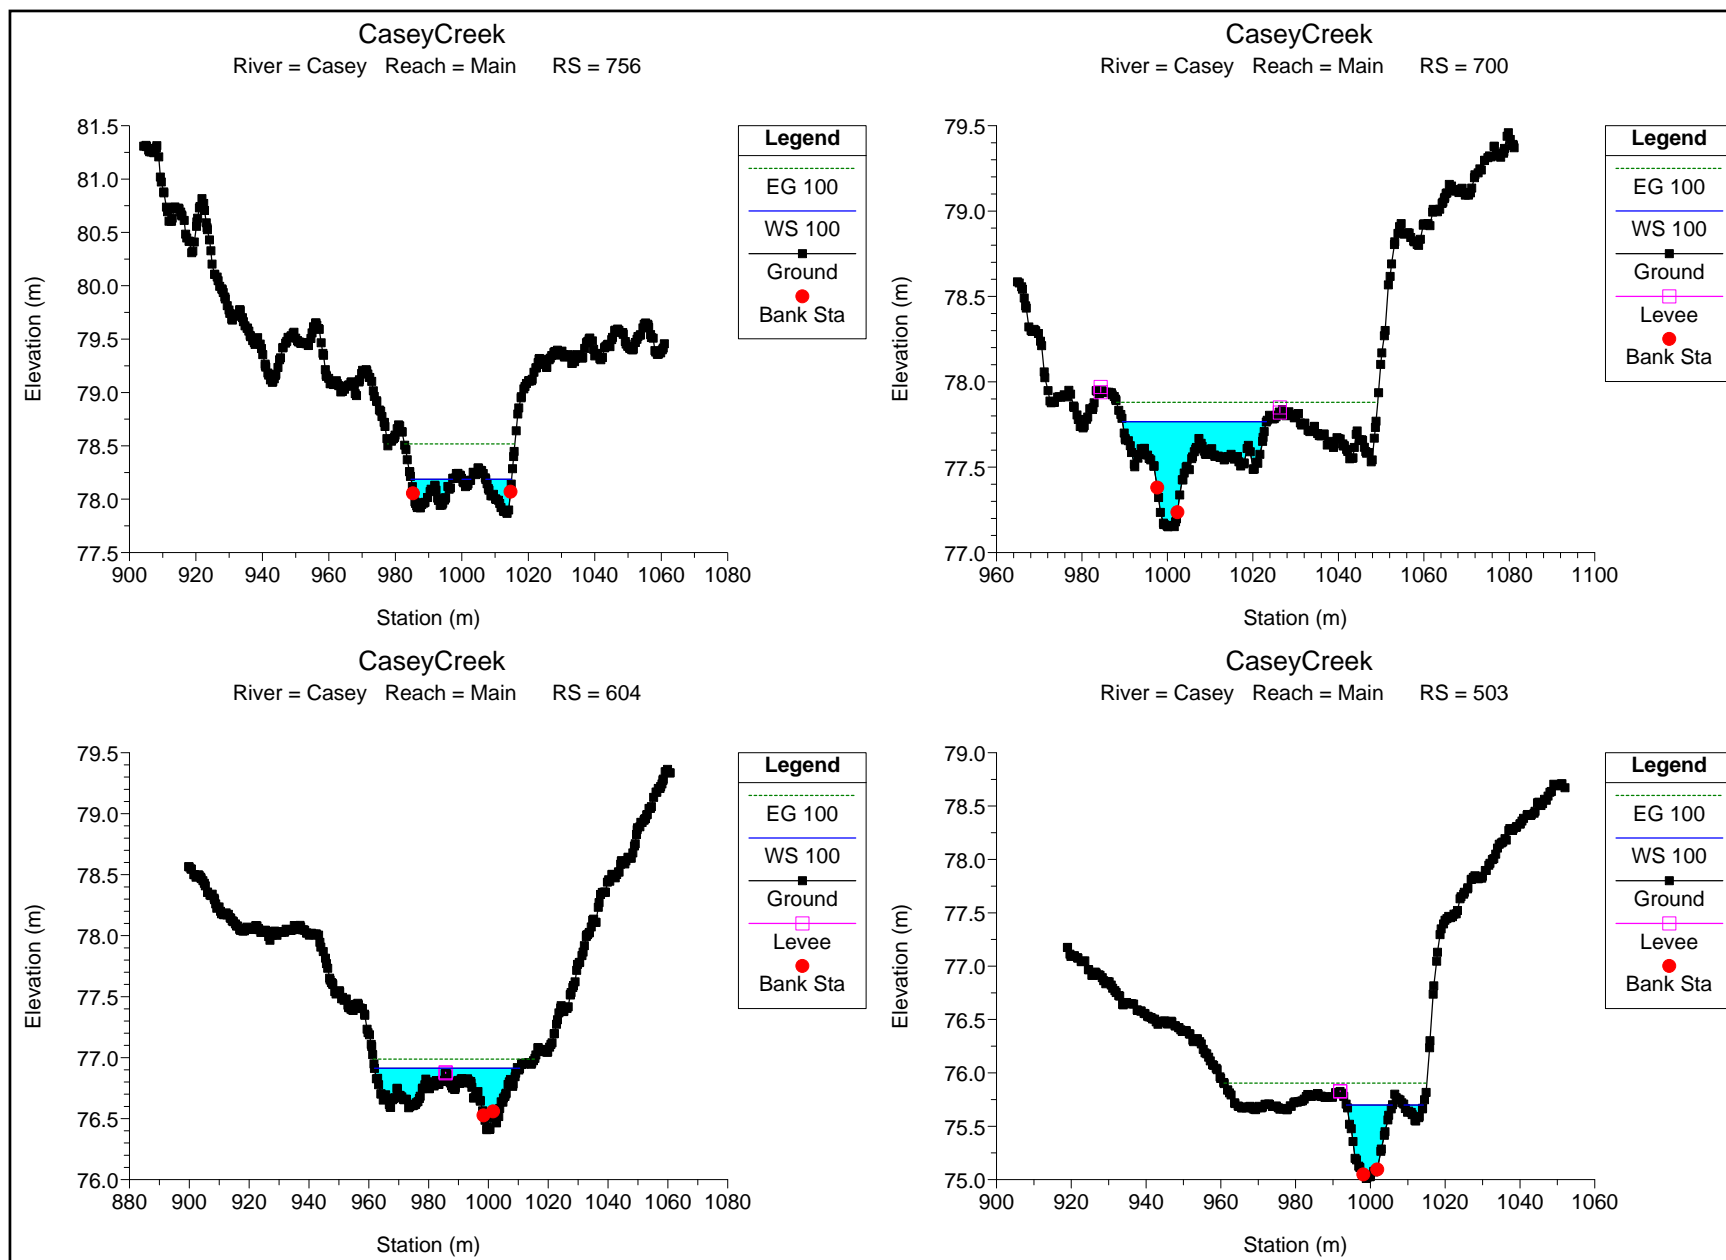 CaseyCreek
River = Casey   Reach = Main      RS = 756
81.5
81.0
80.5
80.0
79.5
79.0
78.5
78.0
77.5
900 920 940 960 980 1000 1020 1040 1060 1080
Elevation (m)
Station (m)
Legend
EG 100
WS 100
Ground
Bank Sta
CaseyCreek
River = Casey   Reach = Main      RS = 700
79.5
79.0
78.5
78.0
77.5
77.0
960 980 1000 1020 1040 1060 1080 1100
Elevation (m)
Station (m)
Legend
EG 100
WS 100
Ground
Levee
Bank Sta
CaseyCreek
River = Casey   Reach = Main      RS = 604
79.5
79.0
78.5
78.0
77.5
77.0
76.5
76.0
880 900 920 940 960 980 1000 1020 1040 1060 1080
Elevation (m)
Station (m)
Legend
EG 100
WS 100
Ground
Levee
Bank Sta
CaseyCreek
River = Casey   Reach = Main      RS = 503
79.0
78.5
78.0
77.5
77.0
76.5
76.0
75.5
75.0
900 920 940 960 980 1000 1020 1040 1060
Elevation (m)
Station (m)
Legend
EG 100
WS 100
Ground
Levee
Bank Sta